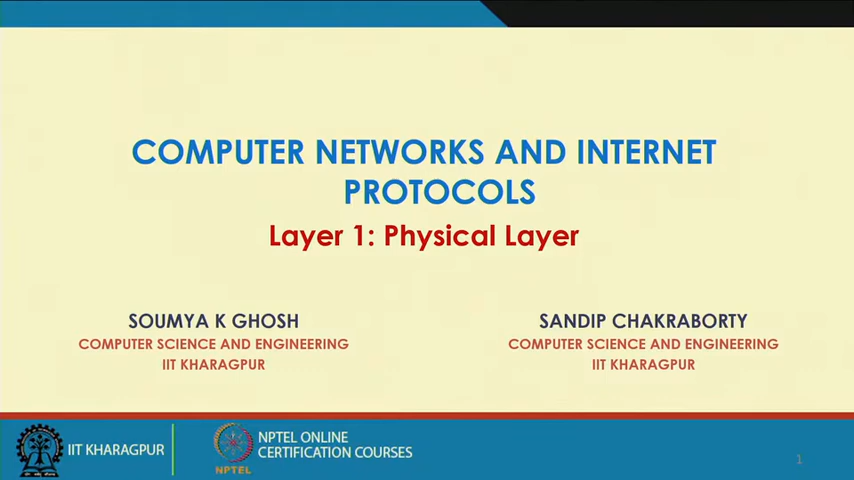 COMPUTER NETWORKS AND INTERNET
PROTOCOLS
Layer 1: Physical Layer
SOUMYA K GHOSH
COMPUTER SCIENCE AND ENGINEERING
IIT KHARAGPUR
SANDIP CHAKRABORTY
COMPUTER SCIENCE AND ENGINEERING
IIT KHARAGPUR
IIT KHARAGPUR
NPTEL
NPTEL ONLINE
CERTIFICATION COURSES
1